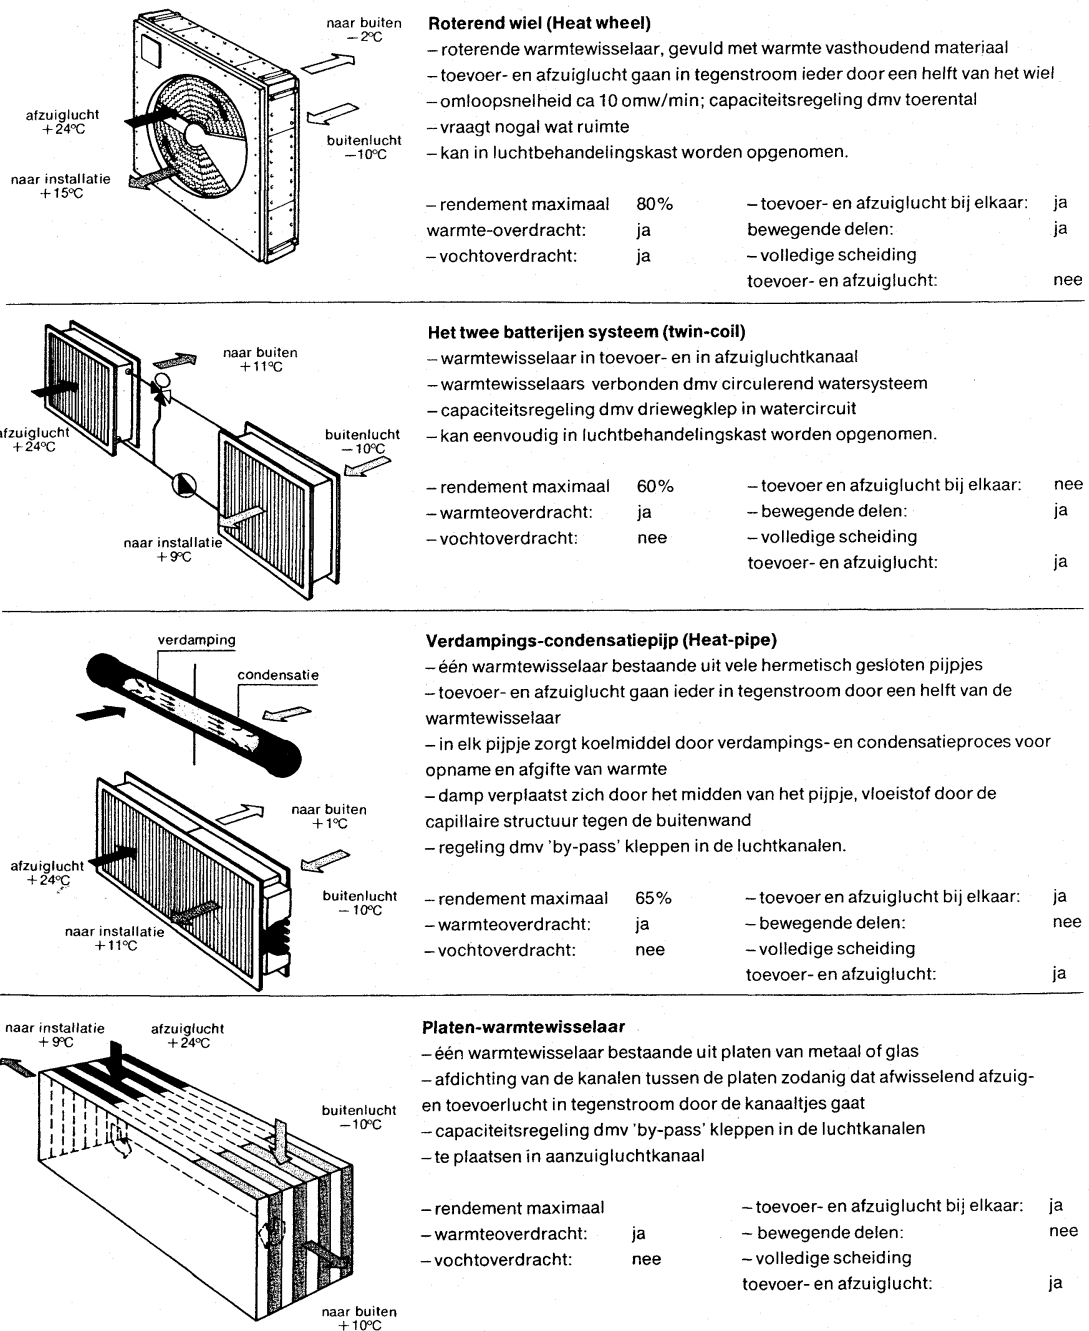 naar buiten
−2°C
afzuiglucht
+24°C
buitenlucht
−10°C
naar installatie
+15°C
Roterend wiel (Heat wheel)
– roterende warmtewisselaar, gevuld met warmte vasthoudend materiaal
– toevoer- en afzuiglucht gaan in tegenstroom ieder door een helft van het wiel
– omloopsnelheid ca 10 omw/min; capaciteitsregeling dmv toerental
– vraagt nogal wat ruimte
– kan in luchtbehandelingskast worden opgenomen.
– rendement maximaal 80% – toevoer- en afzuiglucht bij elkaar: ja
warmte-overdracht: ja bewegende delen: ja
– vochtoverdracht: ja – volledige scheiding
toevoer- en afzuiglucht: nee
naar buiten
+11°C
afzuiglucht
+24°C
buitenlucht
−10°C
naar installatie
+9°C
Het twee batterijen systeem (twin-coil)
– warmtewisselaar in toevoer- en in afzuigluchtkanaal
– warmtewisselaars verbonden dmv circulerend watersysteem
– capaciteitsregeling dmv driewegklep in watercircuit
– kan eenvoudig in luchtbehandelingskast worden opgenomen.
– rendement maximaal 60% – toevoer en afzuiglucht bij elkaar: nee
– warmteoverdracht: ja – bewegende delen: ja
– vochtoverdracht: nee – volledige scheiding
toevoer- en afzuiglucht: ja
verdamping
condensatie
naar buiten
+1°C
afzuiglucht
+24°C
buitenlucht
−10°C
naar installatie
+11°C
Verdampings-condensatiepijp (Heat-pipe)
– één warmtewisselaar bestaande uit vele hermetisch gesloten pijpjes
– toevoer- en afzuiglucht gaan ieder in tegenstroom door een helft van de
warmtewisselaar
– in elk pijpje zorgt koelmiddel door verdampings- en condensatieproces voor
opname en afgifte van warmte
– damp verplaatst zich door het midden van het pijpje, vloeistof door de
capillaire structuur tegen de buitenwand
– regeling dmv 'by-pass' kleppen in de luchtkanalen.
– rendement maximaal 65% – toevoer en afzuiglucht bij elkaar: ja
– warmteoverdracht: ja – bewegende delen: nee
– vochtoverdracht: nee – volledige scheiding
toevoer- en afzuiglucht: ja
naar installatie
+9°C
afzuiglucht
+24°C
buitenlucht
−10°C
naar buiten
+10°C
Platen-warmtewisselaar
– één warmtewisselaar bestaande uit platen van metaal of glas
– afdichting van de kanalen tussen de platen zodanig dat afwisselend afzuig-
en toevoerlucht in tegenstroom door de kanaaltjes gaat
– capaciteitsregeling dmv 'by-pass' kleppen in de luchtkanalen
– te plaatsen in aanzuigluchtkanaal
– rendement maximaal – toevoer- en afzuiglucht bij elkaar: ja
– warmteoverdracht: ja – bewegende delen: nee
– vochtoverdracht: nee – volledige scheiding
toevoer- en afzuiglucht: ja